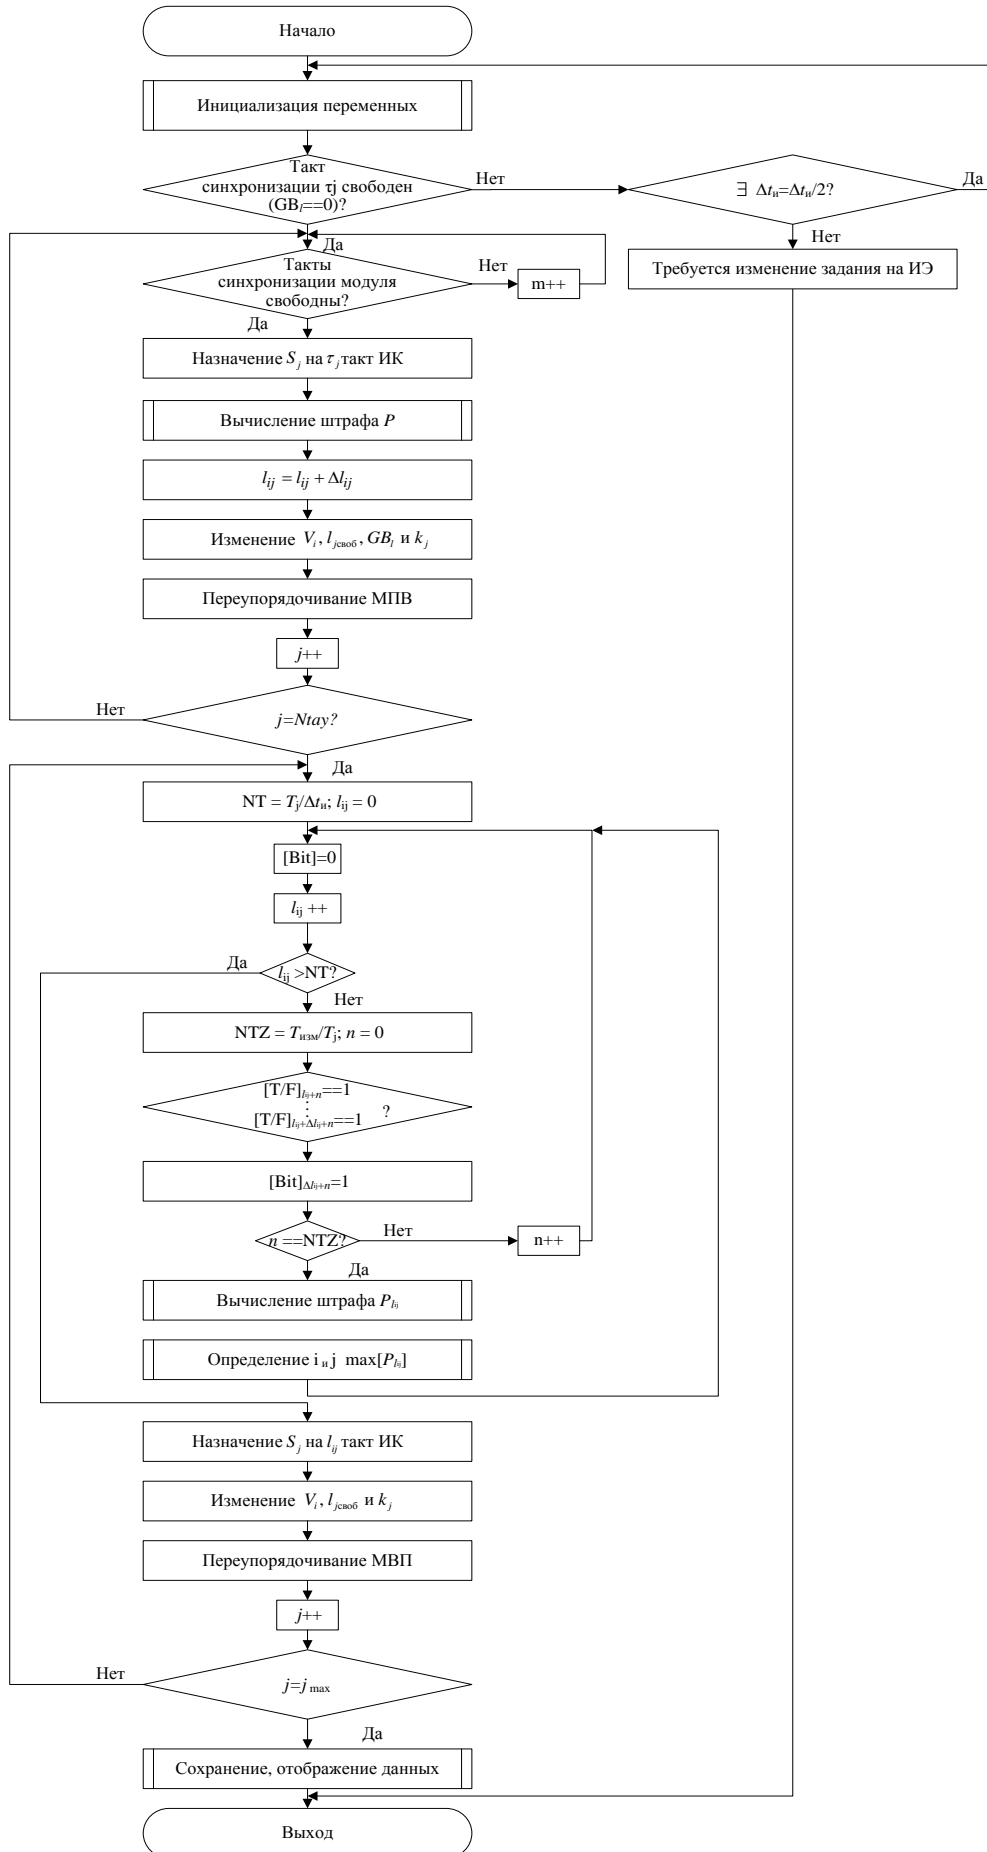 Начало
Инициализация переменных
Такт
синхронизации τj свободен
(GBl==0)?
Нет
∃ Δtи=Δtи/2?
Да
Да
Нет
Требуется изменение задания на ИЭ
Такты
синхронизации модуля
свободны?
Нет
m++
Да
Назначение Sj на τj такт ИК
Вычисление штрафа P
lij = lij + Δlij
Изменение Vi, ljсвоб, GBl и kj
Переупорядочивание МПВ
j++
Нет
j=Ntay?
Да
NT = Tj/Δtи; lij = 0
[Bit]=0
lij ++
Да
lij >NT?
Нет
NTZ = Tизм/Tj; n = 0
[T/F]lij+n==1
⋮
?
[T/F]lij+Δlij+n==1
[Bit]Δlij+n=1
n ==NTZ?
Нет
n++
Да
Вычисление штрафа Plij
Определение i и j max[Plij]
Назначение Sj на lij такт ИК
Изменение Vi, ljсвоб и kj
Переупорядочивание МВП
j++
Нет
j=j max
Да
Сохранение, отображение данных
Выход